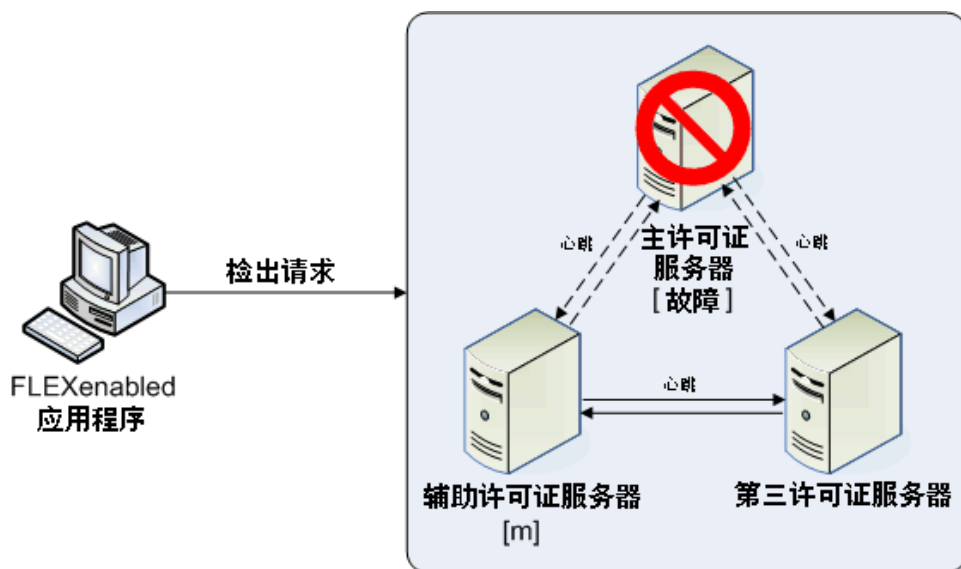 心跳
主许可证
服务器
[ 故障 ]
心跳
检出请求
FLEXenabled
应用程序
心跳
辅助许可证服务器
[m]
第三许可证服务器